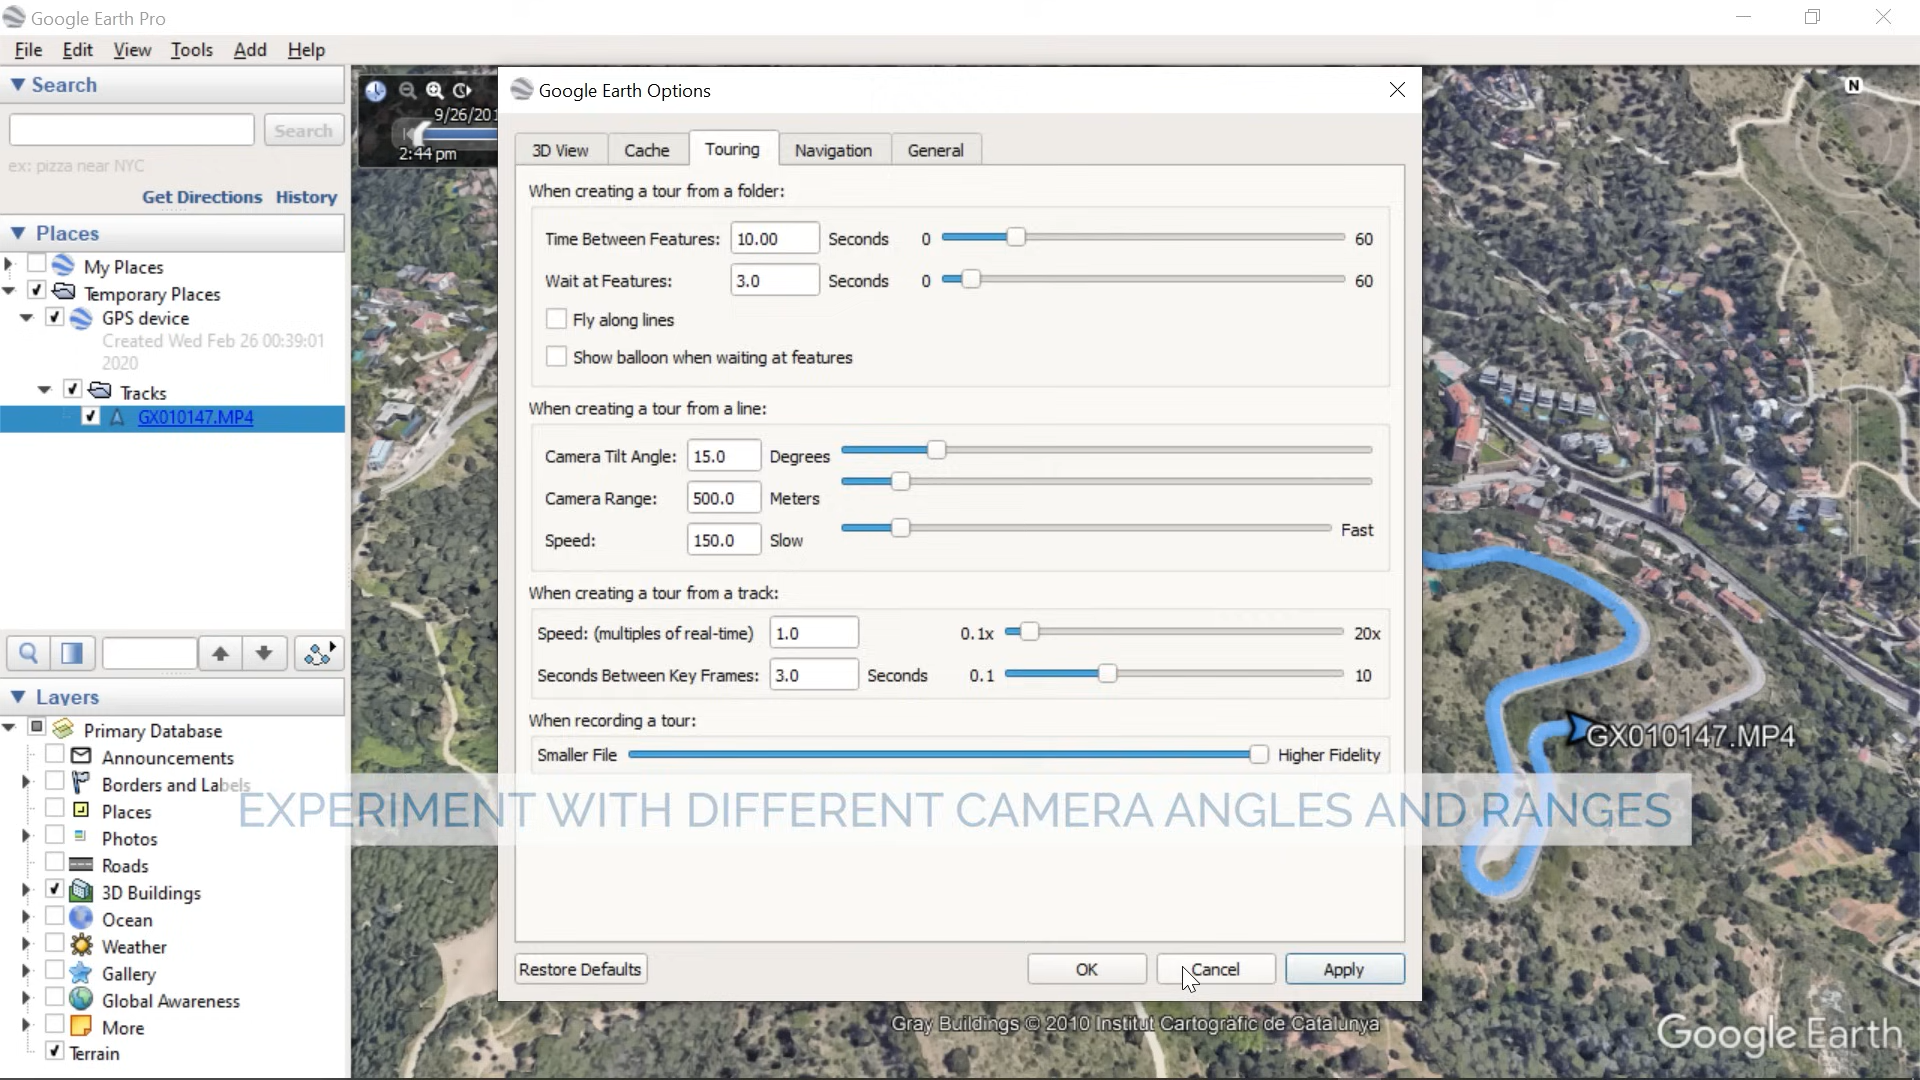 Google Earth Pro
File Edit View Tools Add Help
Search
Search
ex: pizza near NYC
Get Directions History
Places
My Places
Temporary Places
GPS device
Created Wed Feb 26 00:39:01
2020
Tracks
GX010147.MP4
Layers
Primary Database
Announcements
Borders and Labels
Places
Photos
Roads
3D Buildings
Ocean
Weather
Gallery
Global Awareness
More
Terrain
9/26/201
2:44 pm
Google Earth Options
3D View Cache Touring Navigation General
When creating a tour from a folder:
Time Between Features: 10.00 Seconds 0 60
Wait at Features: 3.0 Seconds 0 60
Fly along lines
Show balloon when waiting at features
When creating a tour from a line:
Camera Tilt Angle: 15.0 Degrees
Camera Range: 500.0 Meters
Speed: 150.0 Slow Fast
When creating a tour from a track:
Speed: (multiples of real-time) 1.0 0.1x 20x
Seconds Between Key Frames: 3.0 Seconds 0.1 10
When recording a tour:
Smaller File Higher Fidelity
EXPERIMENT WITH DIFFERENT CAMERA ANGLES AND RANGES
Restore Defaults OK Cancel Apply
N
GX010147.MP4
Gray Buildings © 2010 Institut Cartogràfic de Catalunya
Google Earth